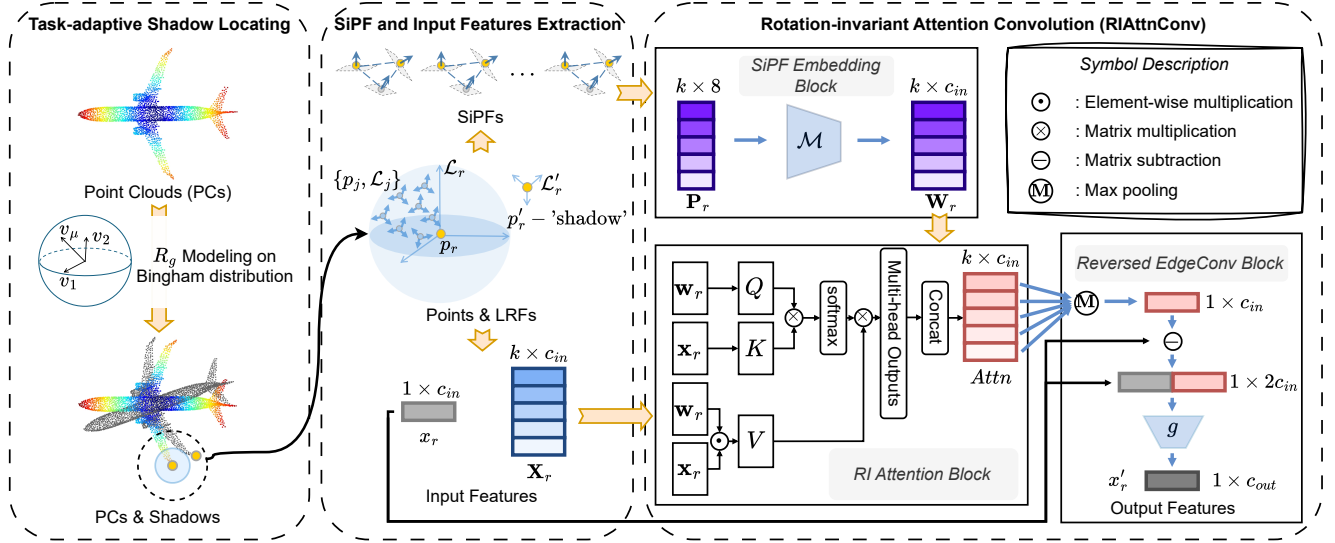 Task-adaptive Shadow Locating
Point Clouds (PCs)
v_μ
v_2
v_1
R_g Modeling on
Bingham distribution
PCs & Shadows
SiPF and Input Features Extraction
...
SiPFs
{p_j, ℒ_j}
ℒ_r
ℒ'_r
p'_r – 'shadow'
p_r
Points & LRFs
1 × c_in
x_r
k × c_in
X_r
Input Features
Rotation-invariant Attention Convolution (RIAttnConv)
SiPF Embedding
Block
k × 8
P_r
ℳ
k × c_in
W_r
Symbol Description
⊙ : Element-wise multiplication
⊗ : Matrix multiplication
⊖ : Matrix subtraction
Ⓜ : Max pooling
w_r
Q
x_r
K
⊗
softmax
⊗
Multi-head Outputs
Concat
k × c_in
Attn
w_r
x_r
⊙
V
RI Attention Block
Reversed EdgeConv Block
Ⓜ
1 × c_in
⊖
1 × 2c_in
g
x'_r
1 × c_out
Output Features